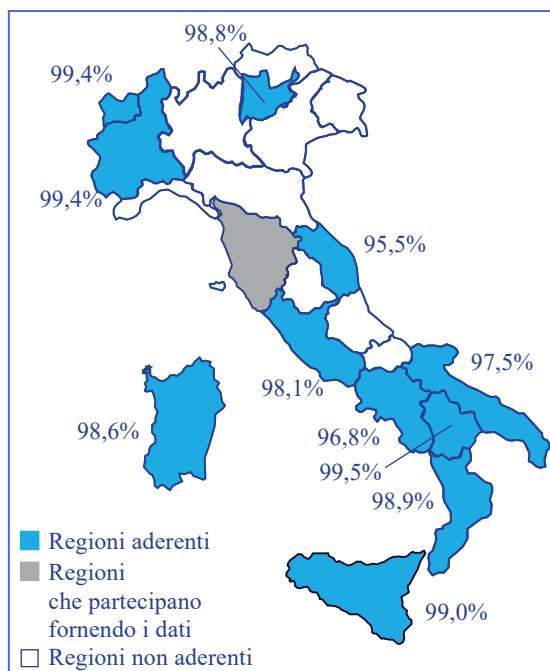 98,8%
99,4%
99,4%
95,5%
97,5%
98,1%
98,6%
96,8%
99,5%
98,9%
99,0%
Regioni aderenti
Regioni
che partecipano
fornendo i dati
Regioni non aderenti